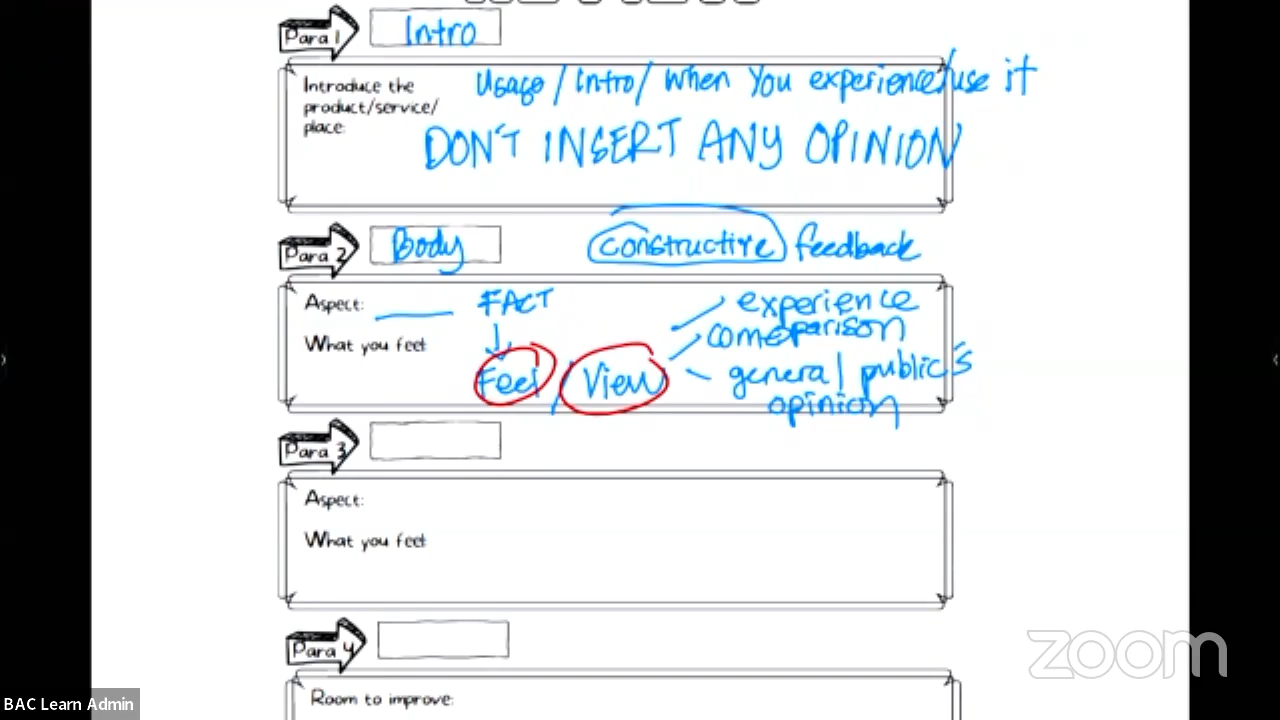 Para 1
Intro
Introduce the
product/service/
place:
Usage / Intro / When You experience/use it
DON'T INSERT ANY OPINION
Para 2
Body
constructive feedback
Aspect:
What you feel:
FACT
Feel / View
experience
comeparison
general public's
opinion
Para 3
Aspect:
What you feel:
Para 4
Room to improve:
zoom
BAC Learn Admin